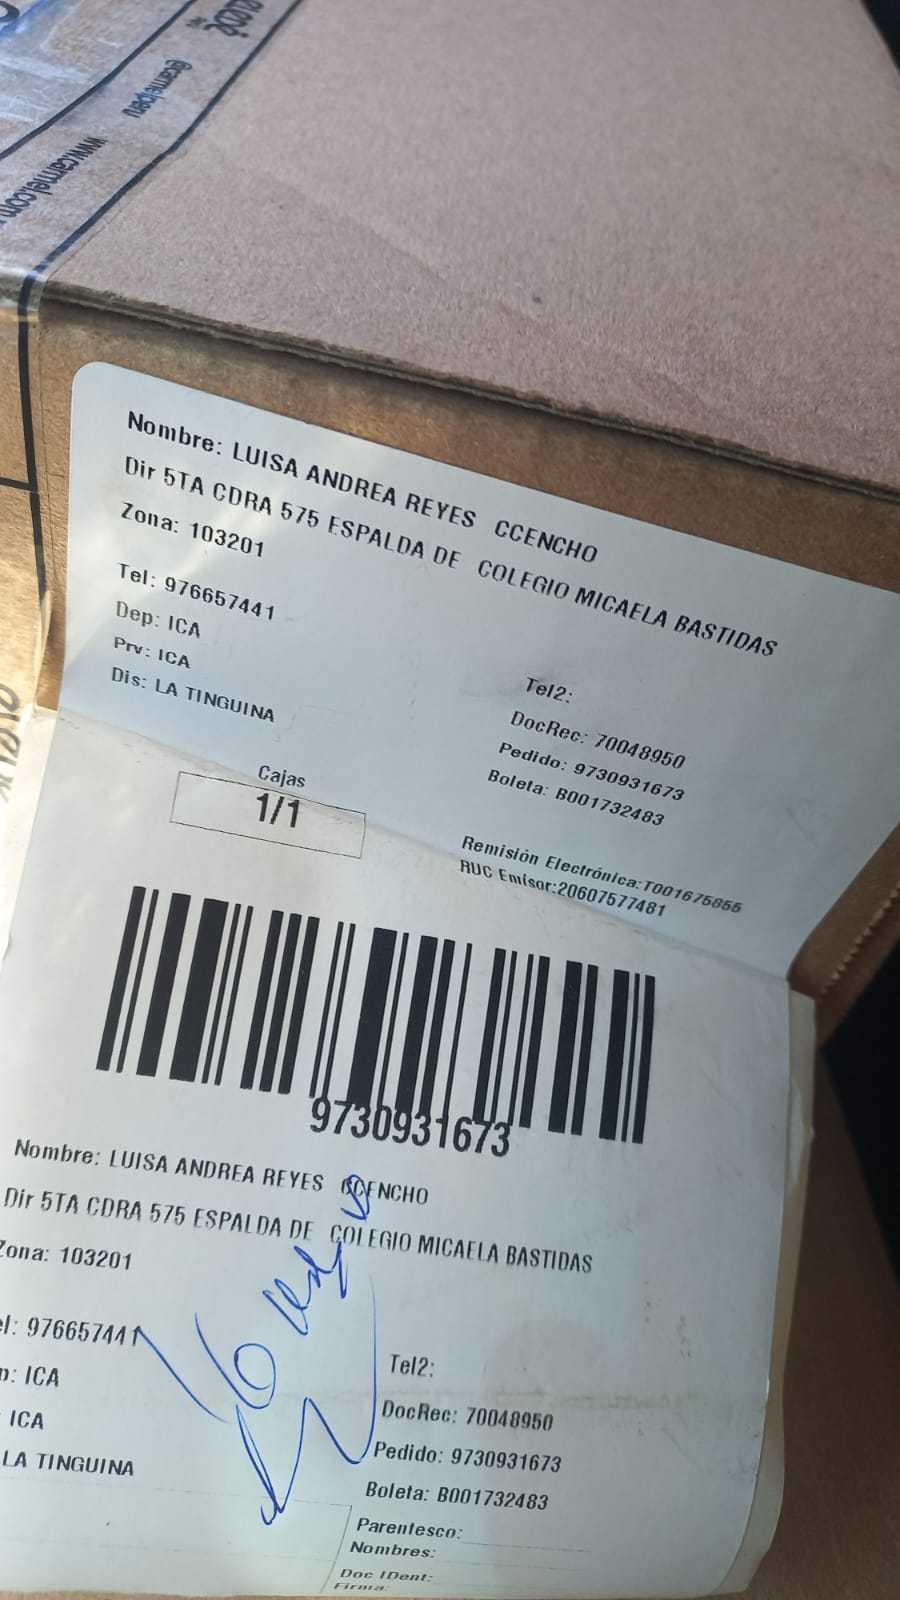 @carmelperu
www.carmel.com
Nombre: LUISA ANDREA REYES CCENCHO
Dir 5TA CDRA 575 ESPALDA DE COLEGIO MICAELA BASTIDAS
Zona: 103201
Tel: 976657441
Dep: ICA
Prv: ICA
Dis: LA TINGUINA
Tel2:
DocRec: 70048950
Pedido: 9730931673
Boleta: B001732483
Cajas
1/1
Remisión Electrónica:T001675855
RUC Emisor:20607577481
9730931673
Nombre: LUISA ANDREA REYES CCENCHO
Dir 5TA CDRA 575 ESPALDA DE COLEGIO MICAELA BASTIDAS
Zona: 103201
el: 976657441
p: ICA
: ICA
LA TINGUINA
Tel2:
DocRec: 70048950
Pedido: 9730931673
Boleta: B001732483
Parentesco:
Nombres:
Doc IDent:
Firma: